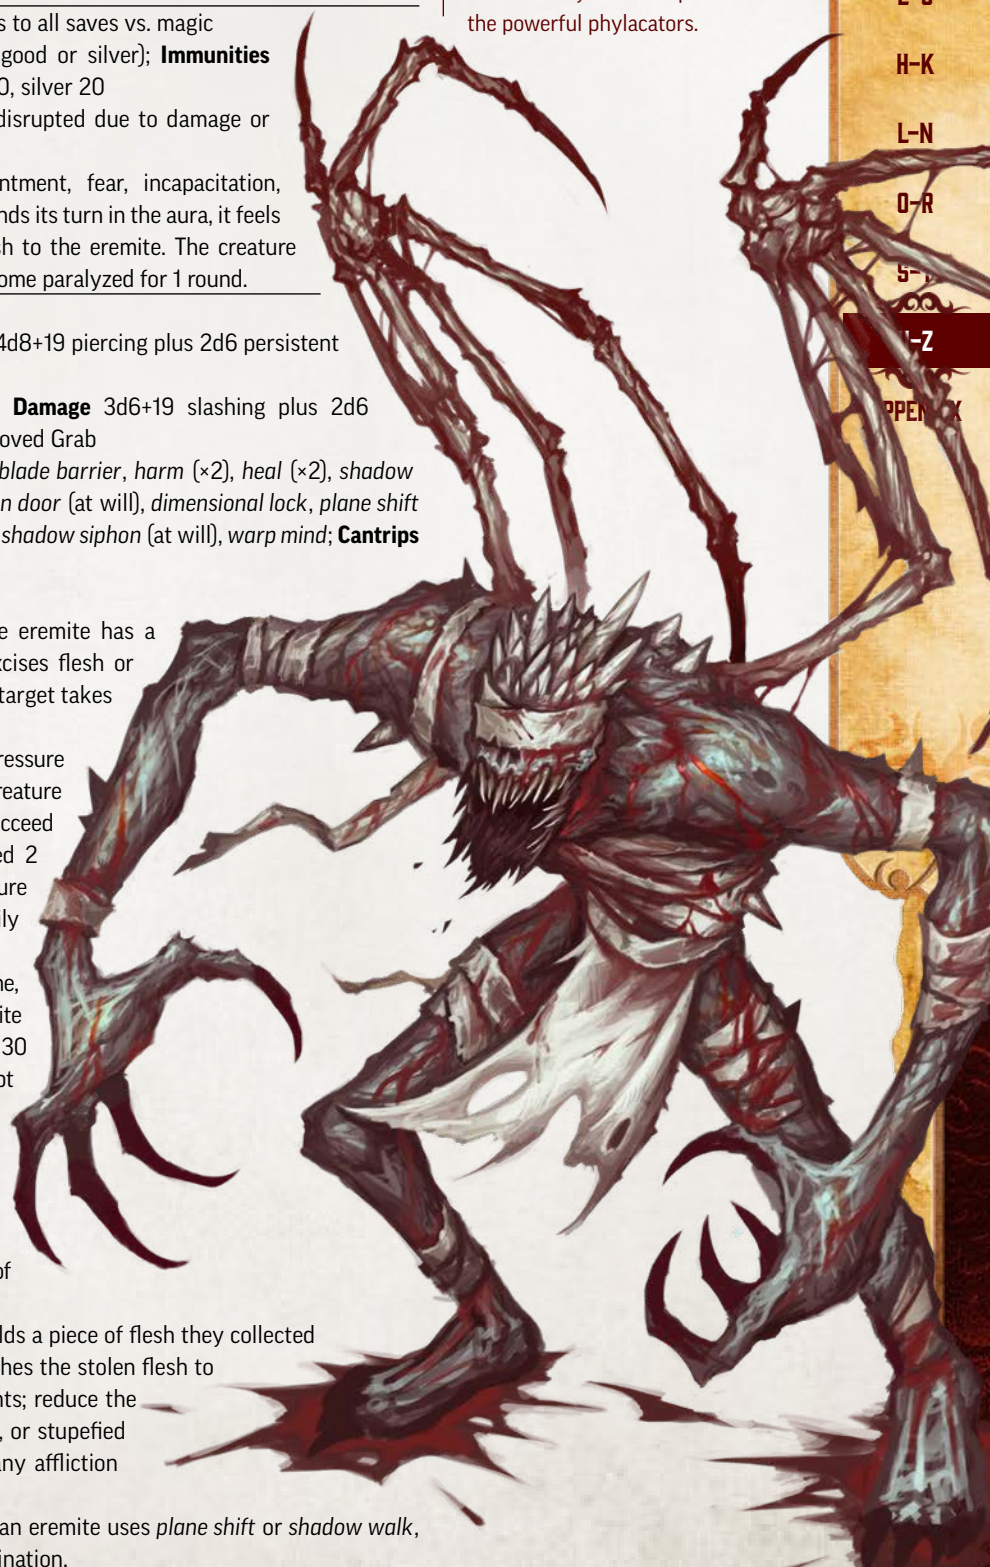 s to all saves vs. magic
good or silver); Immunities
0, silver 20
disrupted due to damage or
ntment, fear, incapacitation,
nds its turn in the aura, it feels
sh to the eremite. The creature
ome paralyzed for 1 round.
4d8+19 piercing plus 2d6 persistent
Damage 3d6+19 slashing plus 2d6
oved Grab
blade barrier, harm (×2), heal (×2), shadow
n door (at will), dimensional lock, plane shift
shadow siphon (at will), warp mind; Cantrips
e eremite has a
xcises flesh or
target takes
ressure
reature
cceed
ed 2
ure
ily
ne,
ite
30
pt
of
lds a piece of flesh they collected
hes the stolen flesh to
nts; reduce the
, or stupefied
any affliction
an eremite uses plane shift or shadow walk,
ination.
the powerful phylacators.
H–K
L–N
O–R
S–
–Z
PPEN X